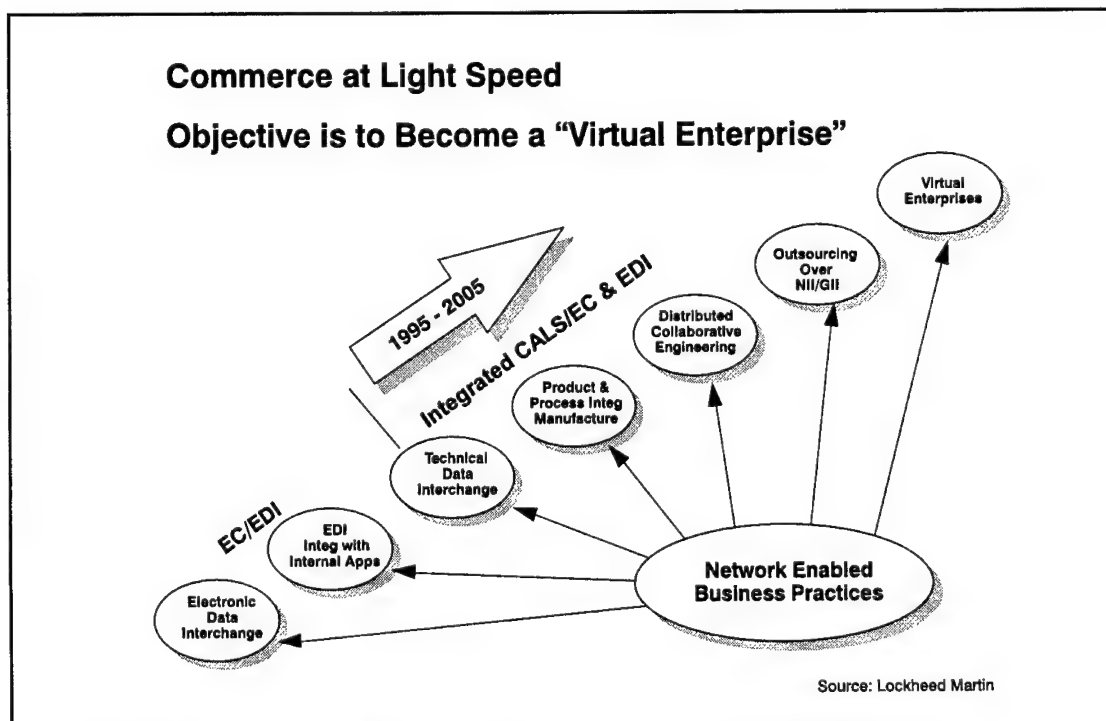 Commerce at Light Speed
Objective is to Become a “Virtual Enterprise”
Virtual
Enterprises
Outsourcing
Over
NII/GII
1995 - 2005
Integrated CALS/EC & EDI
Distributed
Collaborative
Engineering
Product &
Process Integ
Manufacture
Technical
Data
Interchange
EC/EDI
EDI
Integ with
Internal Apps
Electronic
Data
Interchange
Network Enabled
Business Practices
Source: Lockheed Martin